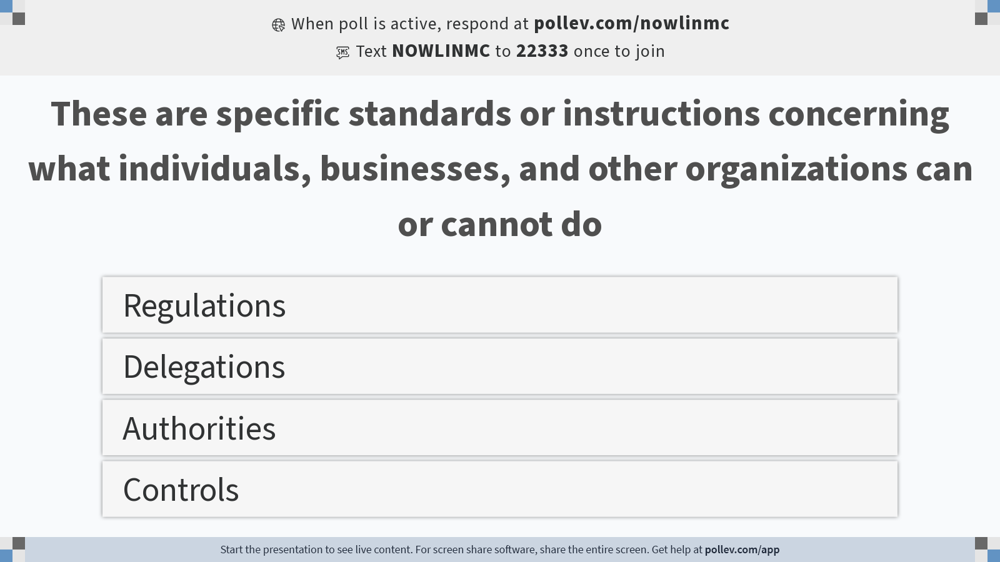 When poll is active, respond at pollev.com/nowlinmc
SMS Text NOWLINMC to 22333 once to join
These are specific standards or instructions concerning
what individuals, businesses, and other organizations can
or cannot do
Regulations
Delegations
Authorities
Controls
Start the presentation to see live content. For screen share software, share the entire screen. Get help at pollev.com/app